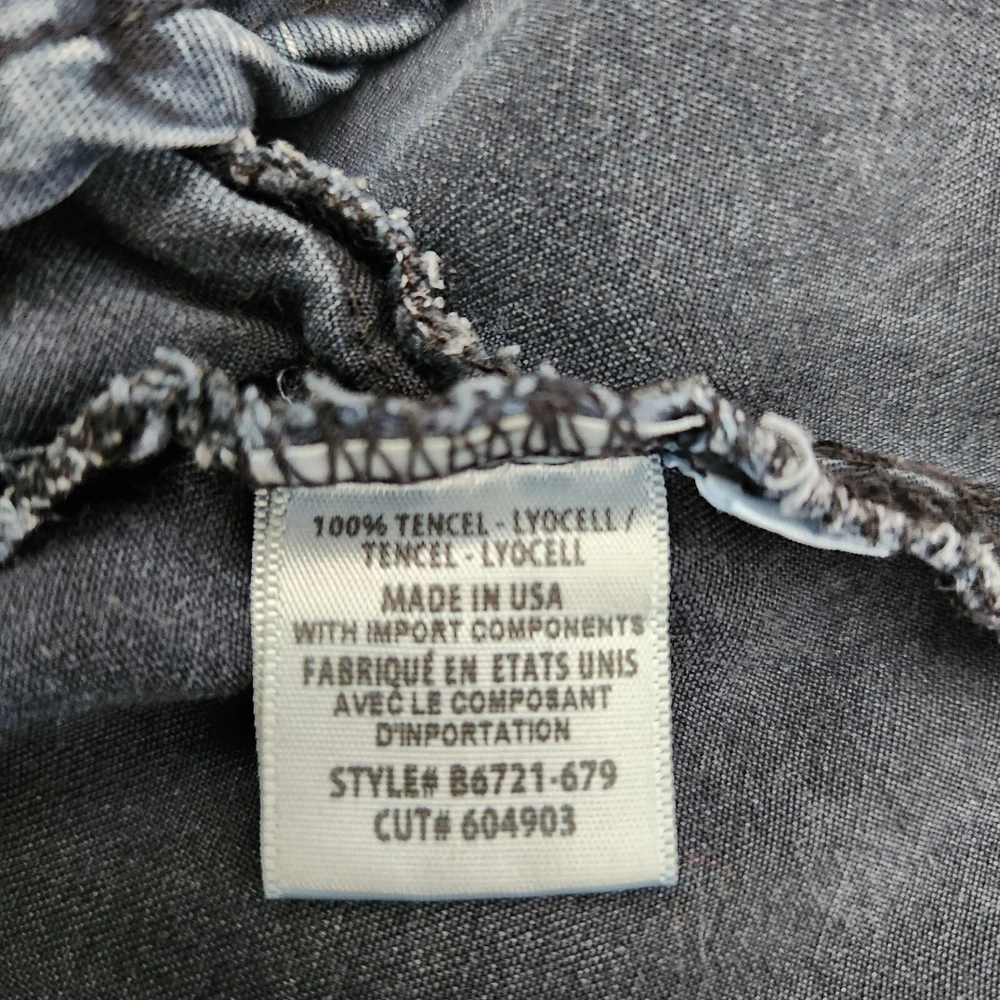 100% TENCEL - LYOCELL /
TENCEL - LYOCELL
MADE IN USA
WITH IMPORT COMPONENTS
FABRIQUÉ EN ETATS UNIS
AVEC LE COMPOSANT
D'INPORTATION
STYLE# B6721-679
CUT# 604903